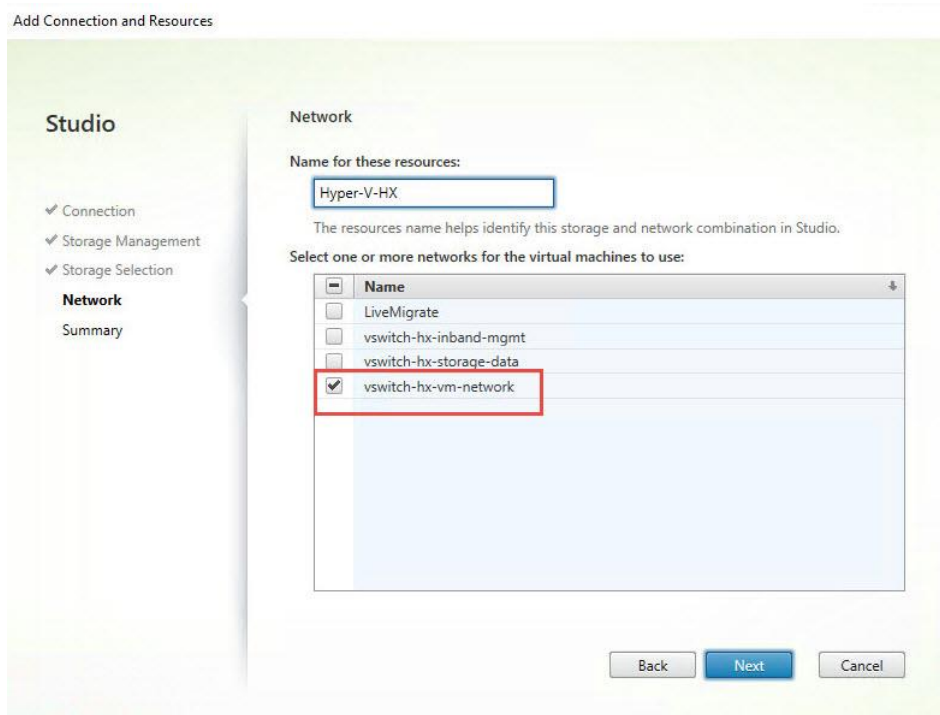 Add Connection and Resources
Studio
Connection
Storage Management
Storage Selection
Network
Summary
Network
Name for these resources:
Hyper-V-HX
The resources name helps identify this storage and network combination in Studio.
Select one or more networks for the virtual machines to use:
Name
LiveMigrate
vswitch-hx-inband-mgmt
vswitch-hx-storage-data
vswitch-hx-vm-network
Back Next Cancel